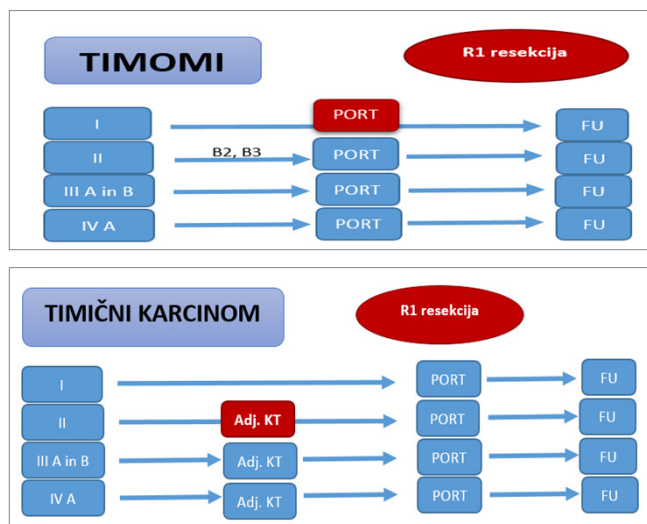 TIMOMI
R1 resekcija
I PORT FU
II B2, B3 PORT FU
III A in B PORT FU
IV A PORT FU
TIMIČNI KARCINOM
R1 resekcija
I PORT FU
II Adj. KT PORT FU
III A in B Adj. KT PORT FU
IV A Adj. KT PORT FU